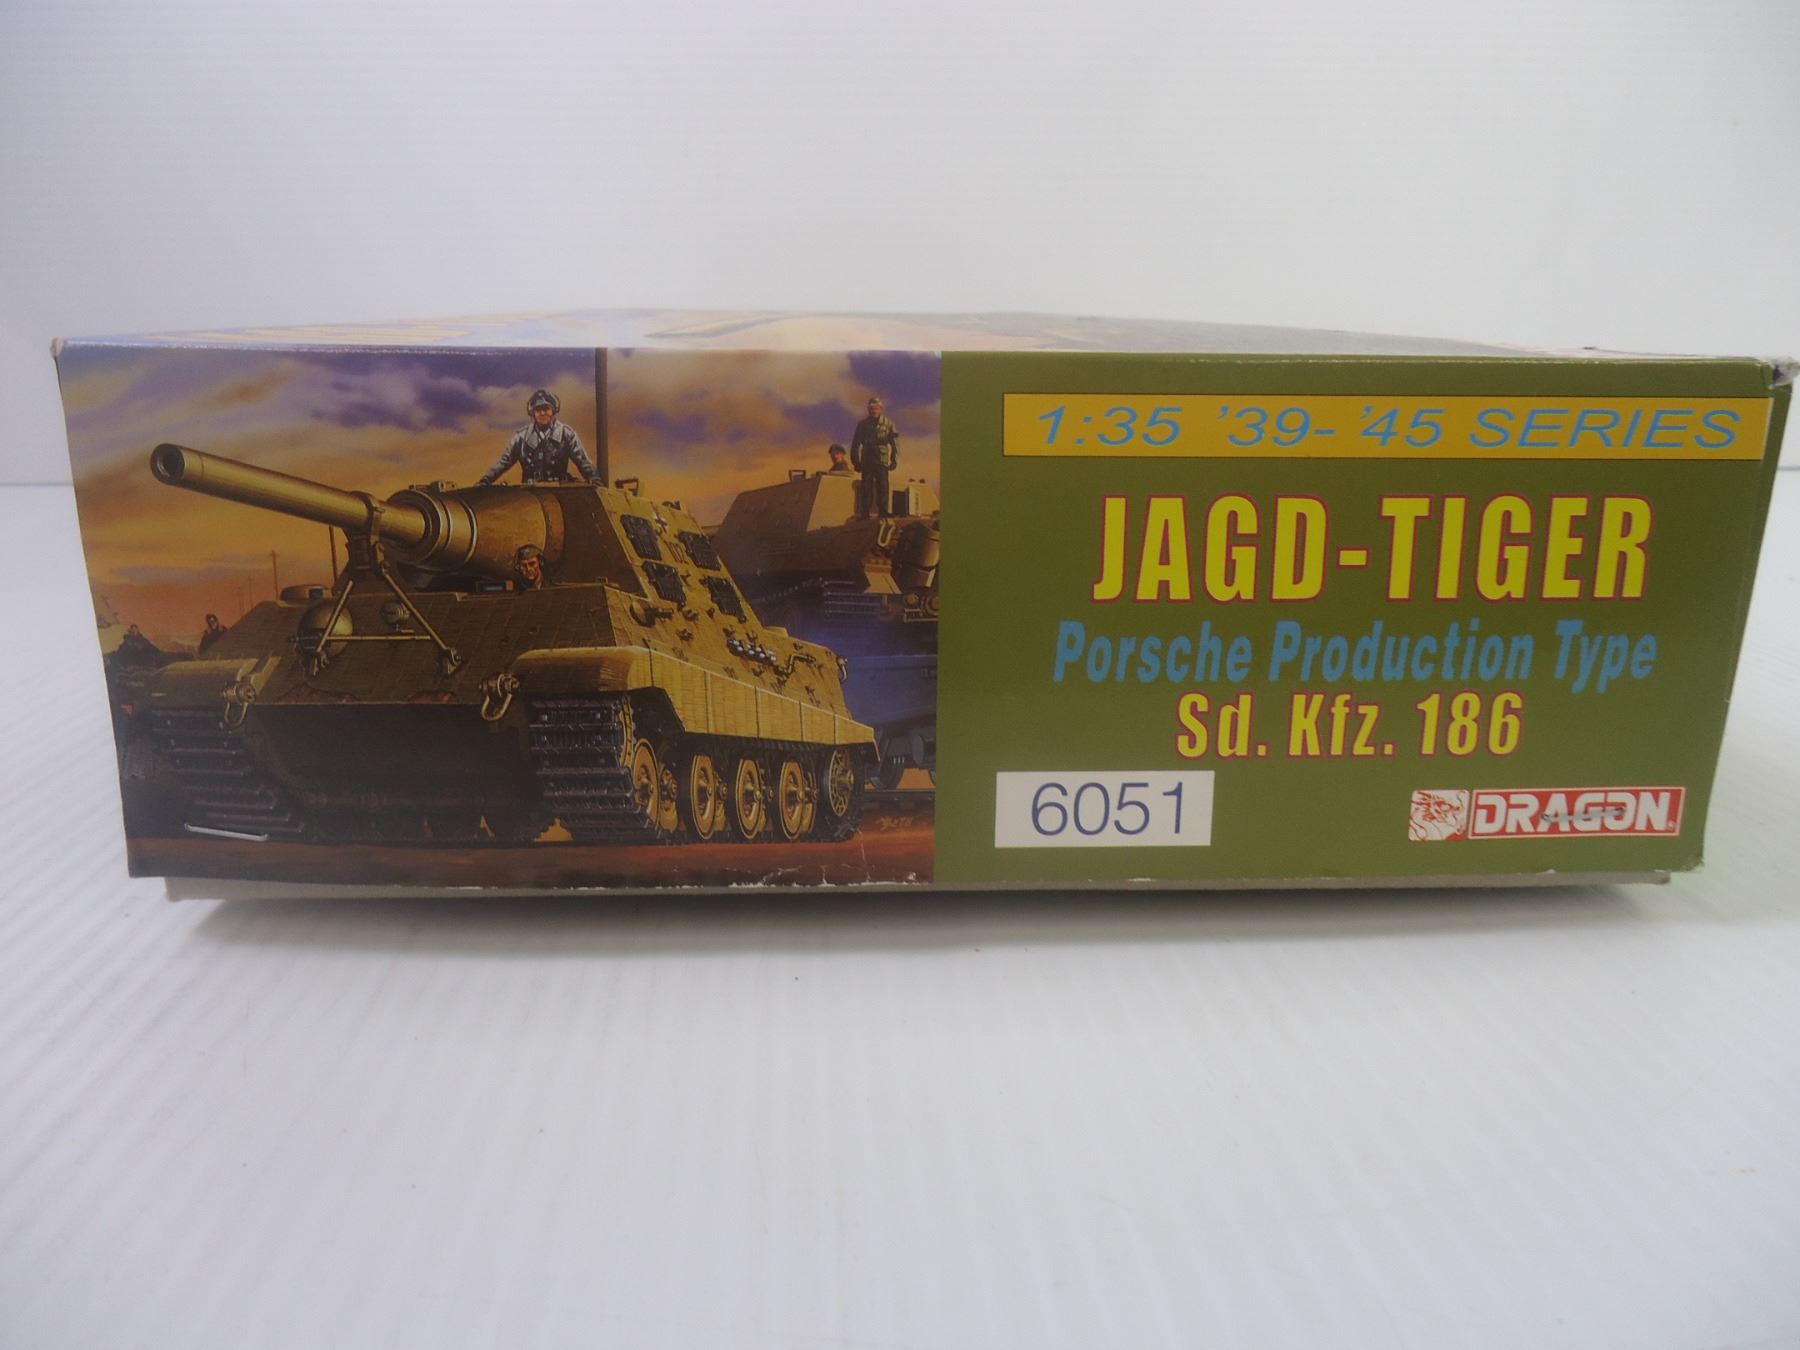 1:35 '39-'45 SERIES
JAGD-TIGER
Porsche Production Type
Sd. Kfz. 186
6051
DRAGON